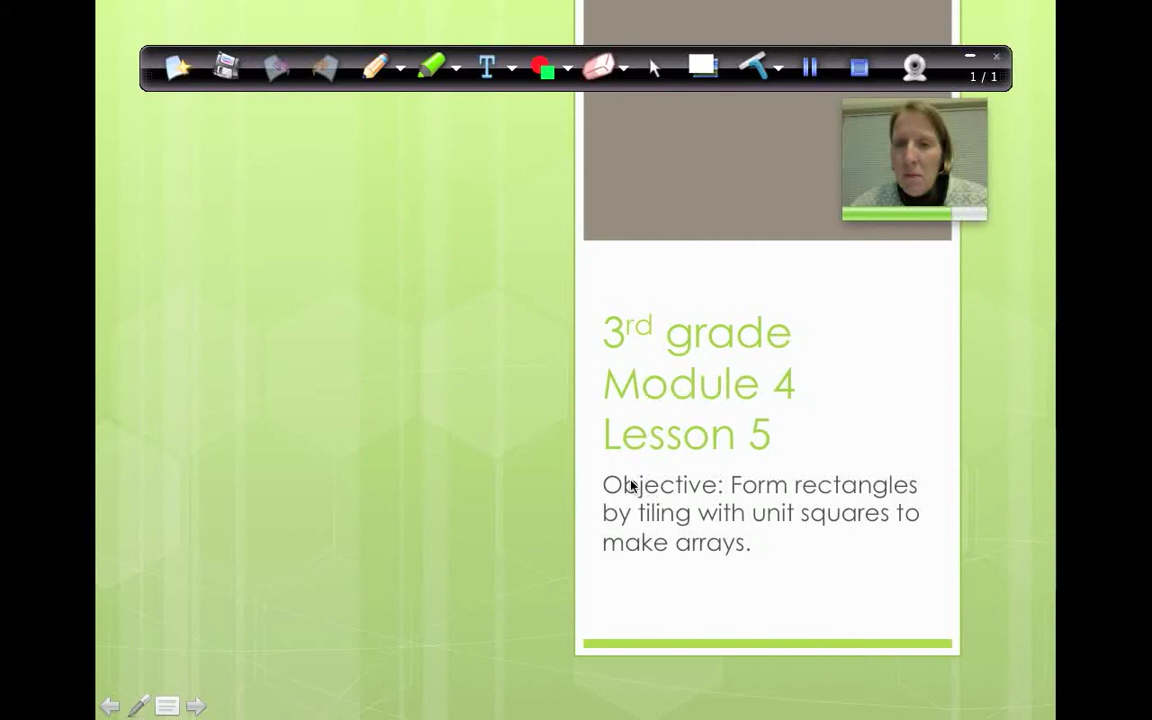 T
1 / 1
3rd grade
Module 4
Lesson 5
Objective: Form rectangles
by tiling with unit squares to
make arrays.